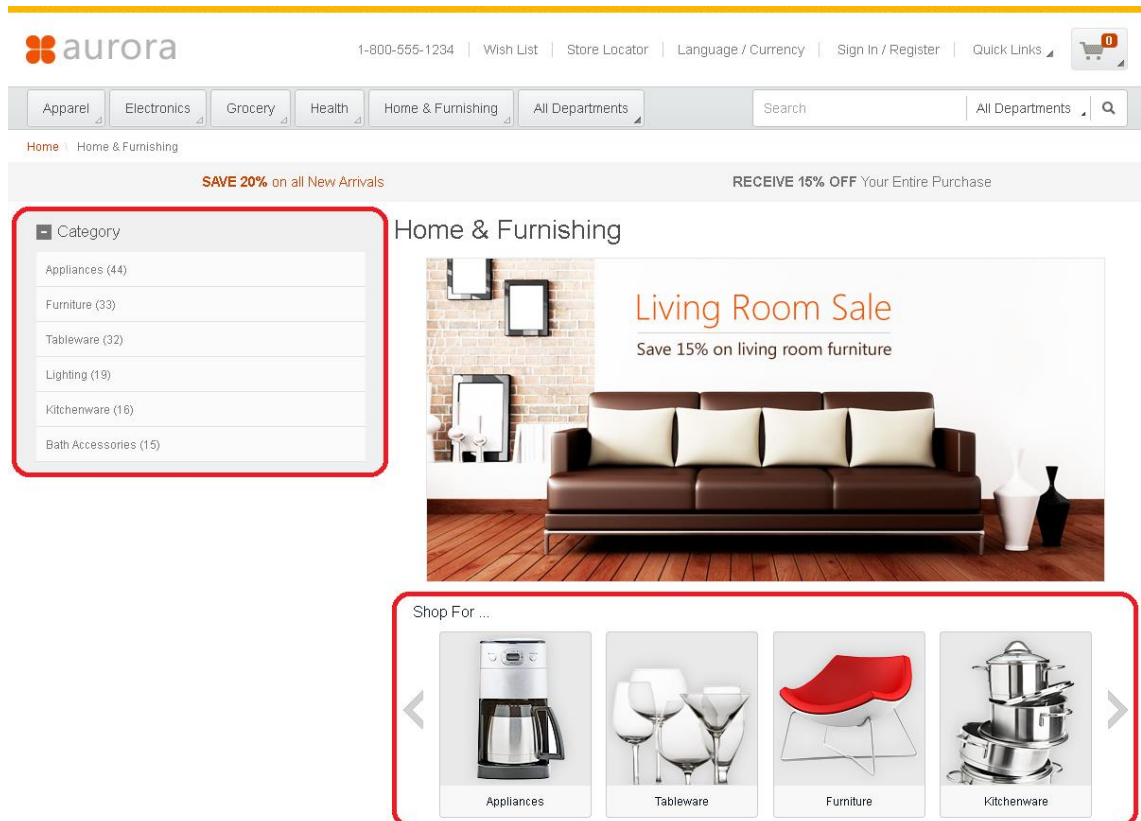 aurora
1-800-555-1234 | Wish List | Store Locator | Language / Currency | Sign In / Register | Quick Links 0
Apparel Electronics Grocery Health Home & Furnishing All Departments Search All Departments
Home \ Home & Furnishing
SAVE 20% on all New Arrivals RECEIVE 15% OFF Your Entire Purchase
Category
Appliances (44)
Furniture (33)
Tableware (32)
Lighting (19)
Kitchenware (16)
Bath Accessories (15)
Home & Furnishing
Living Room Sale
Save 15% on living room furniture
Shop For ...
Appliances Tableware Furniture Kitchenware